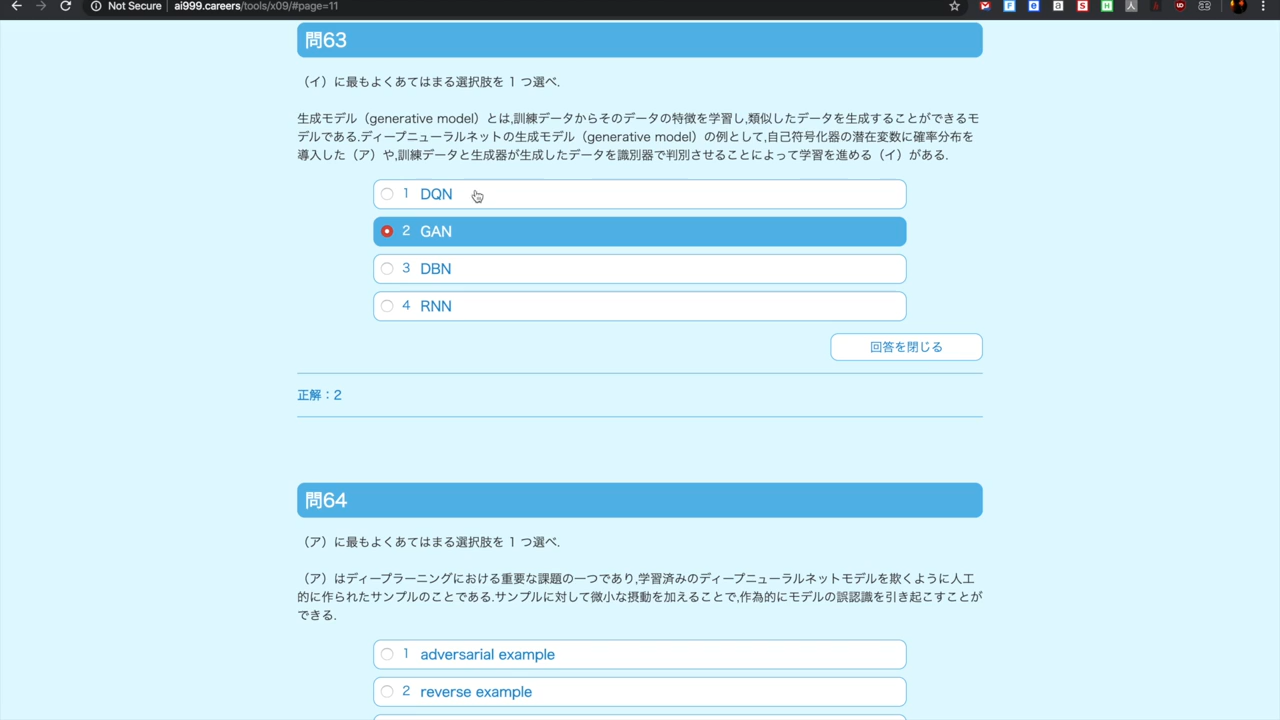 Not Secure | ai999.careers/tools/x09/#page=11
問63
（イ）に最もよくあてはまる選択肢を 1 つ選べ.
生成モデル（generative model）とは,訓練データからそのデータの特徴を学習し,類似したデータを生成することができるモ
デルである.ディープニューラルネットの生成モデル（generative model）の例として,自己符号化器の潜在変数に確率分布を
導入した（ア）や,訓練データと生成器が生成したデータを識別器で判別させることによって学習を進める（イ）がある.
1 DQN
2 GAN
3 DBN
4 RNN
回答を閉じる
正解：2
問64
（ア）に最もよくあてはまる選択肢を 1 つ選べ.
（ア）はディープラーニングにおける重要な課題の一つであり,学習済みのディープニューラルネットモデルを欺くように人工
的に作られたサンプルのことである.サンプルに対して微小な摂動を加えることで,作為的にモデルの誤認識を引き起こすことが
できる.
1 adversarial example
2 reverse example